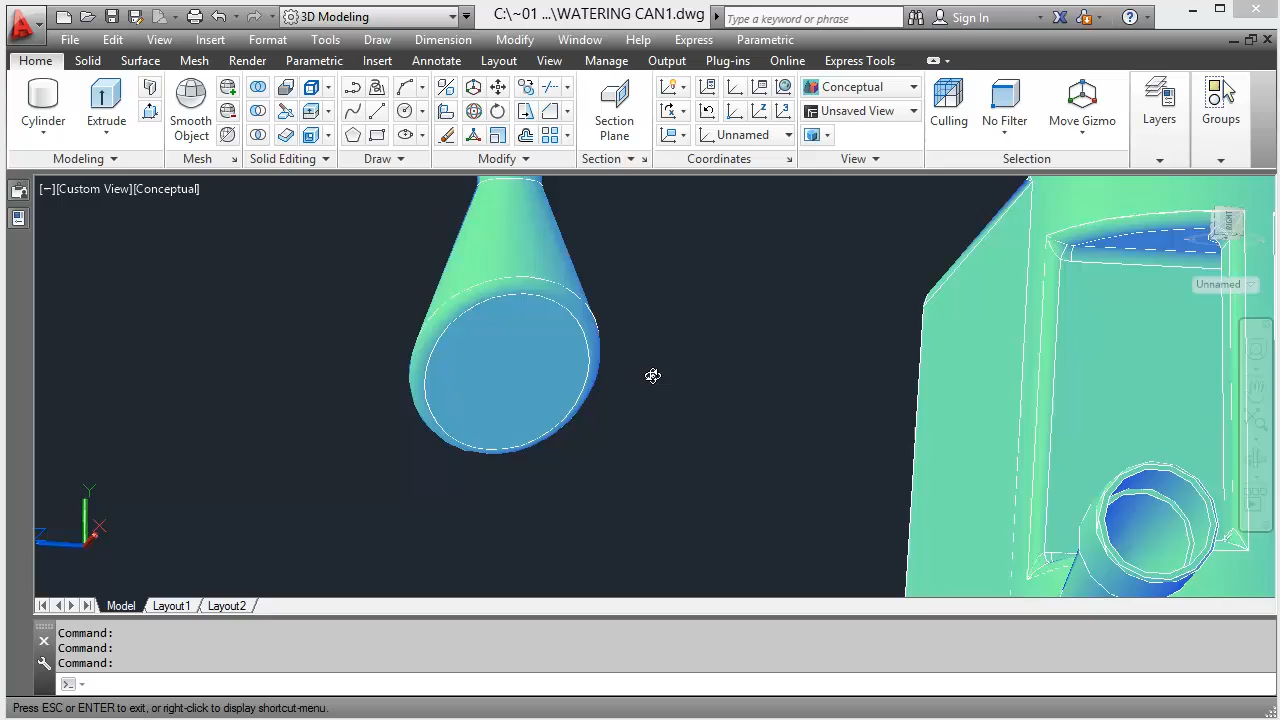 3D Modeling
C:\~01 ...\WATERING CAN1.dwg
Type a keyword or phrase
Sign In
File Edit View Insert Format Tools Draw Dimension Modify Window Help Express Parametric
Home Solid Surface Mesh Render Parametric Insert Annotate Layout View Manage Output Plug-ins Online Express Tools
Cylinder Extrude Smooth Object Section Plane Unnamed Conceptual Unsaved View Culling No Filter Move Gizmo Layers Groups
Modeling Mesh Solid Editing Draw Modify Section Coordinates View Selection
[−][Custom View][Conceptual]
RIGHT
Unnamed
Y
X
Z
Model Layout1 Layout2
Command:
Command:
Command:
Press ESC or ENTER to exit, or right-click to display shortcut-menu.